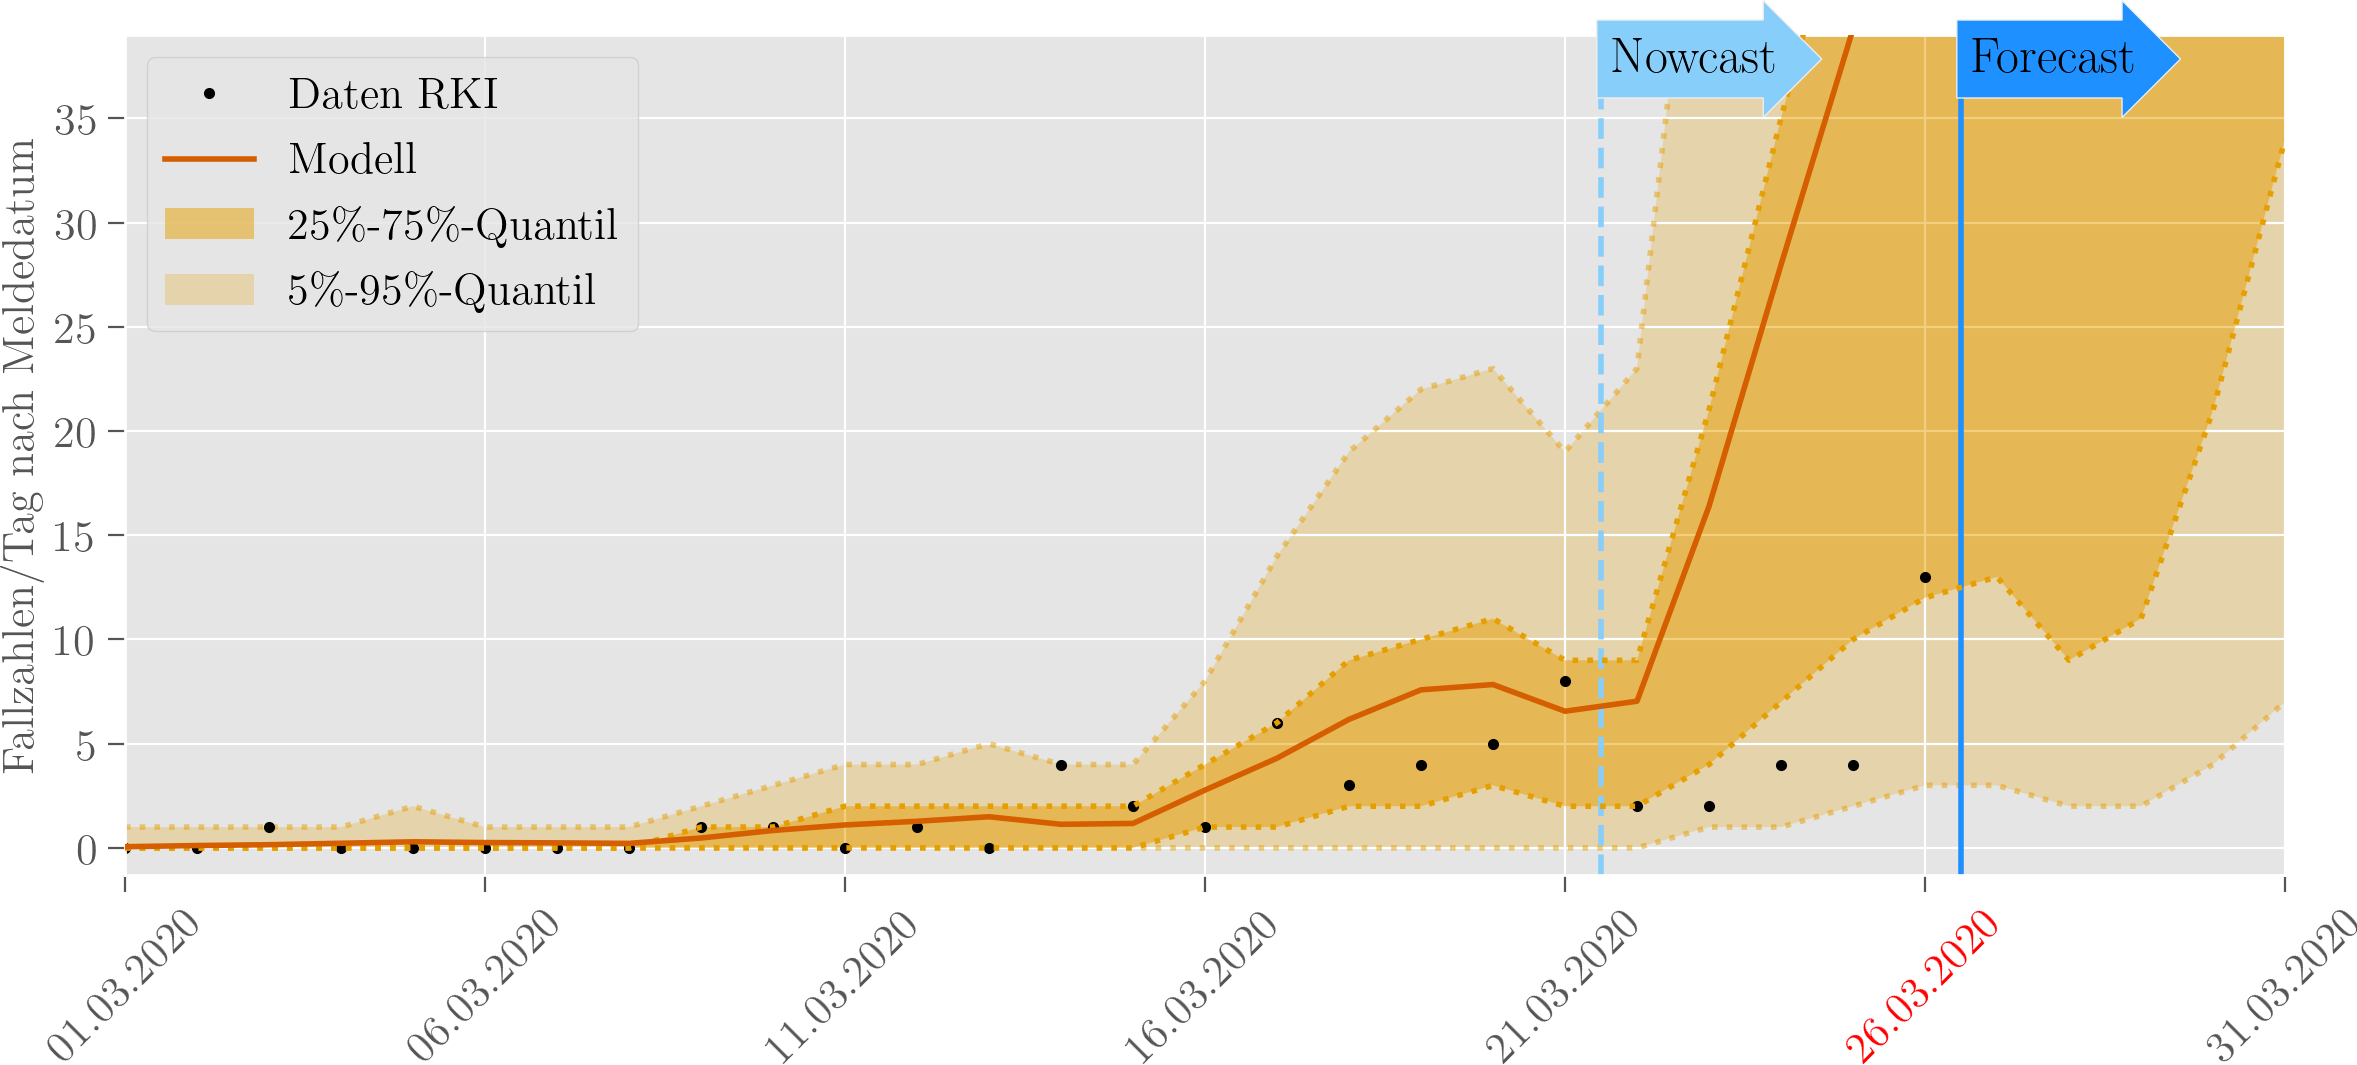 Nowcast
Forecast
Daten RKI
Modell
25%-75%-Quantil
5%-95%-Quantil
Fallzahlen/Tag nach Meldedatum
35
30
25
20
15
10
5
0
01.03.2020
06.03.2020
11.03.2020
16.03.2020
21.03.2020
26.03.2020
31.03.2020